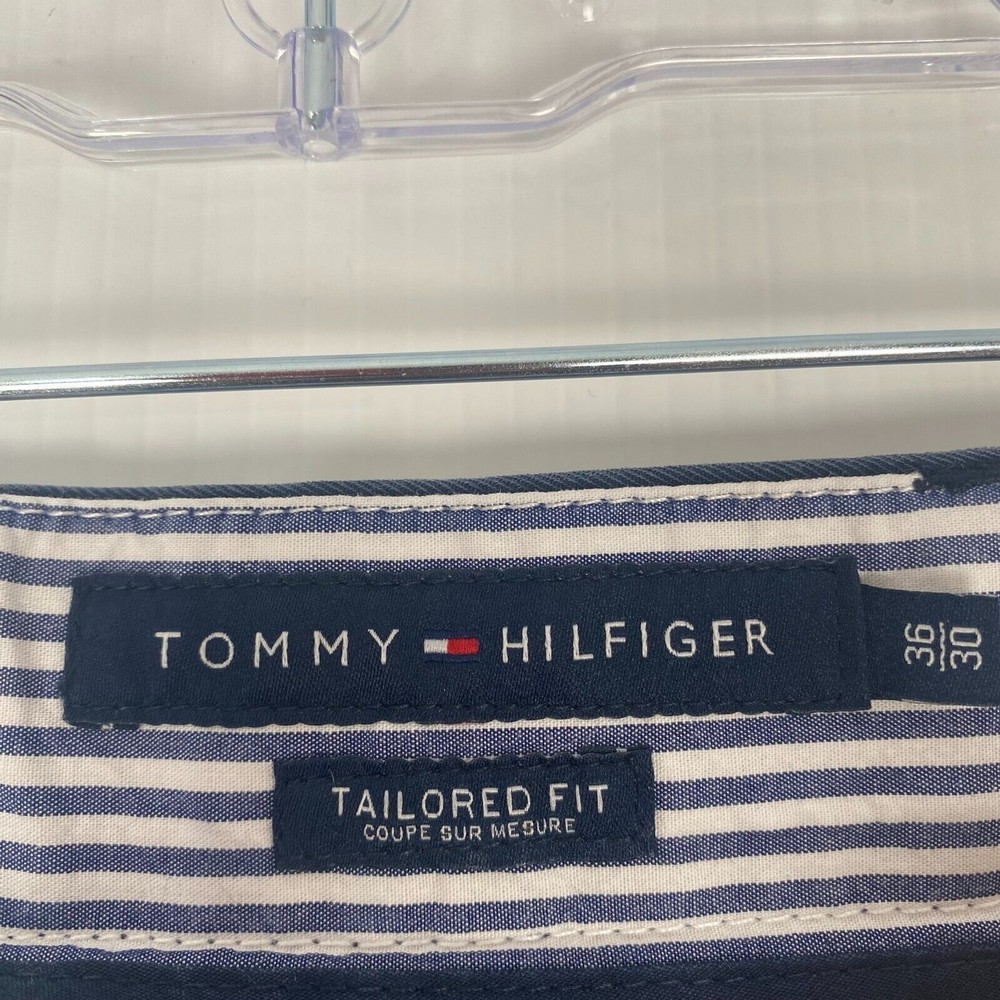 TOMMY HILFIGER
36
30
TAILORED FIT
COUPE SUR MESURE